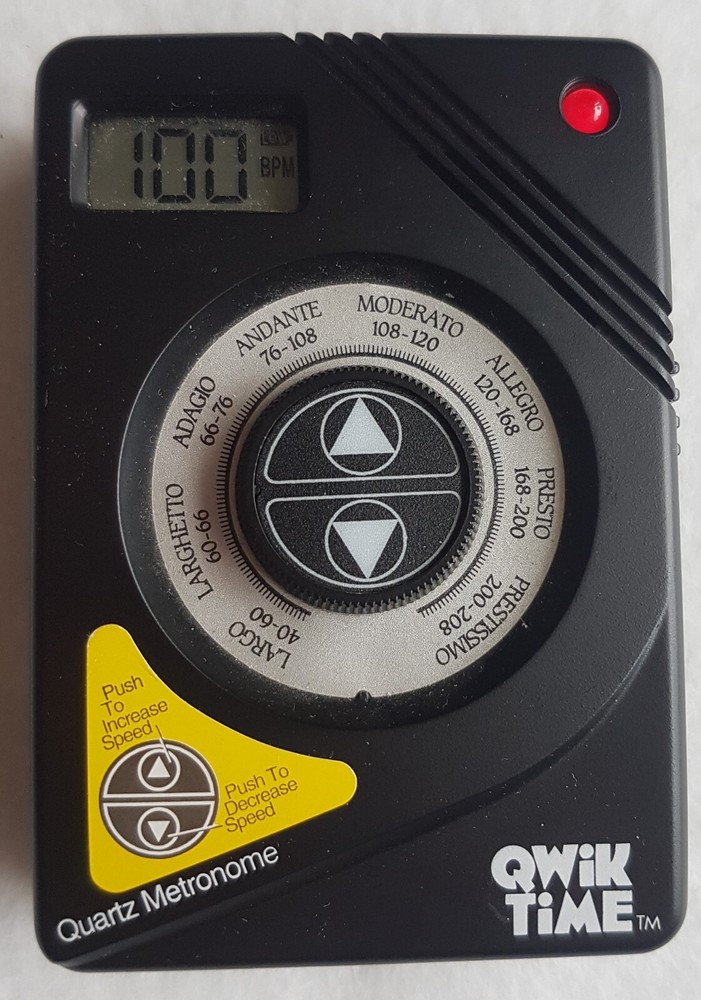 100
BPM
LARGO
40-60
LARGHETTO
60-66
ADAGIO
66-76
ANDANTE
76-108
MODERATO
108-120
ALLEGRO
120-168
PRESTO
168-200
PRESTISSIMO
200-208
Push
To
Increase
Speed
Push To
Decrease
Speed
Quartz Metronome
QWiK
TiME™